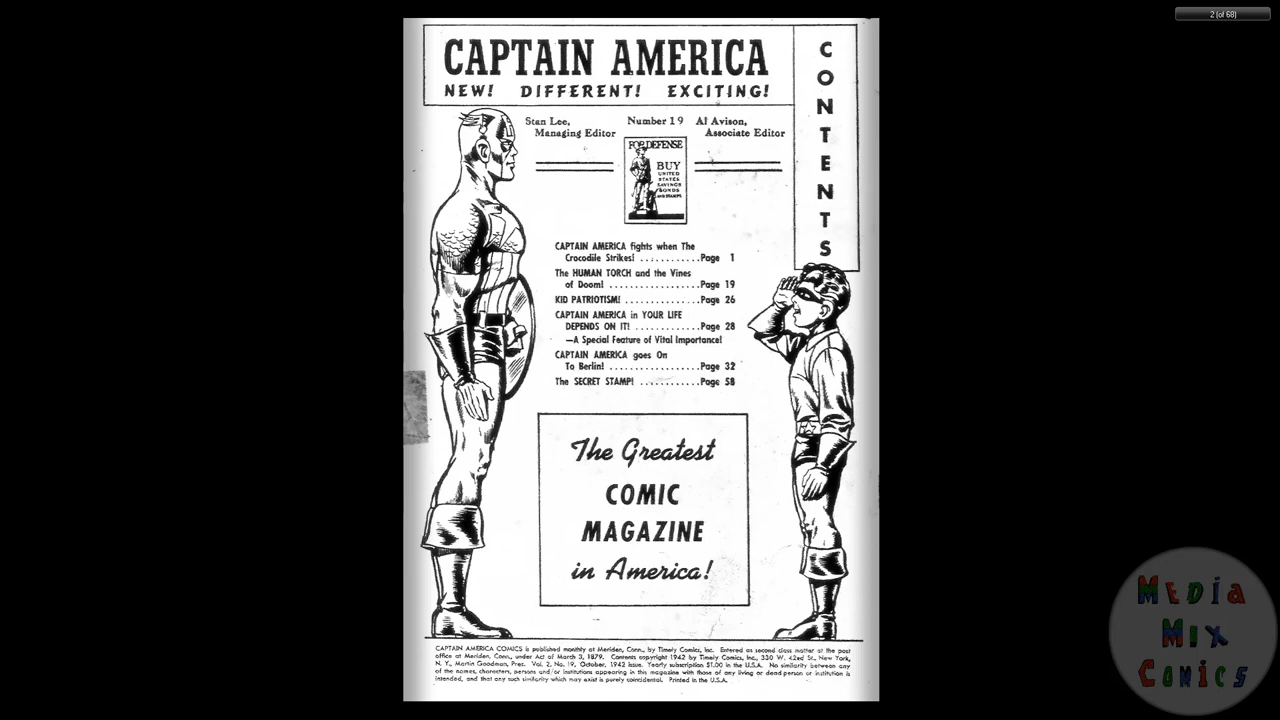 2 (of 68)
CAPTAIN AMERICA
NEW! DIFFERENT! EXCITING!
CONTENTS
Stan Lee,
Managing Editor
Number 19
Al Avison,
Associate Editor
FOR DEFENSE
BUY
UNITED
STATES
SAVINGS
BONDS
AND STAMPS
CAPTAIN AMERICA fights when The
Crocodile Strikes! ............Page 1
The HUMAN TORCH and the Vines
of Doom! ..................Page 19
KID PATRIOTISM! ...............Page 26
CAPTAIN AMERICA in YOUR LIFE
DEPENDS ON IT! .............Page 28
—A Special Feature of Vital Importance!
CAPTAIN AMERICA goes On
To Berlin! ..................Page 32
The SECRET STAMP! ............Page 58
The Greatest
COMIC
MAGAZINE
in America!
CAPTAIN AMERICA COMICS is published monthly at Meriden, Conn., by Timely Comics, Inc. Entered as second class matter at the post
office at Meriden, Conn., under Act of March 3, 1879. Contents copyright 1942 by Timely Comics, Inc., 330 W. 42nd St., New York,
N. Y., Martin Goodman, Pres. Vol. 2, No. 19, October, 1942 issue. Yearly subscription $1.00 in the U.S.A. No similarity between any
of the names, characters, persons and/or institutions appearing in this magazine with those of any living or dead person or institution is
intended, and that any such similarity which may exist is purely coincidental. Printed in the U.S.A.
MEDIA
MIX
COMICS